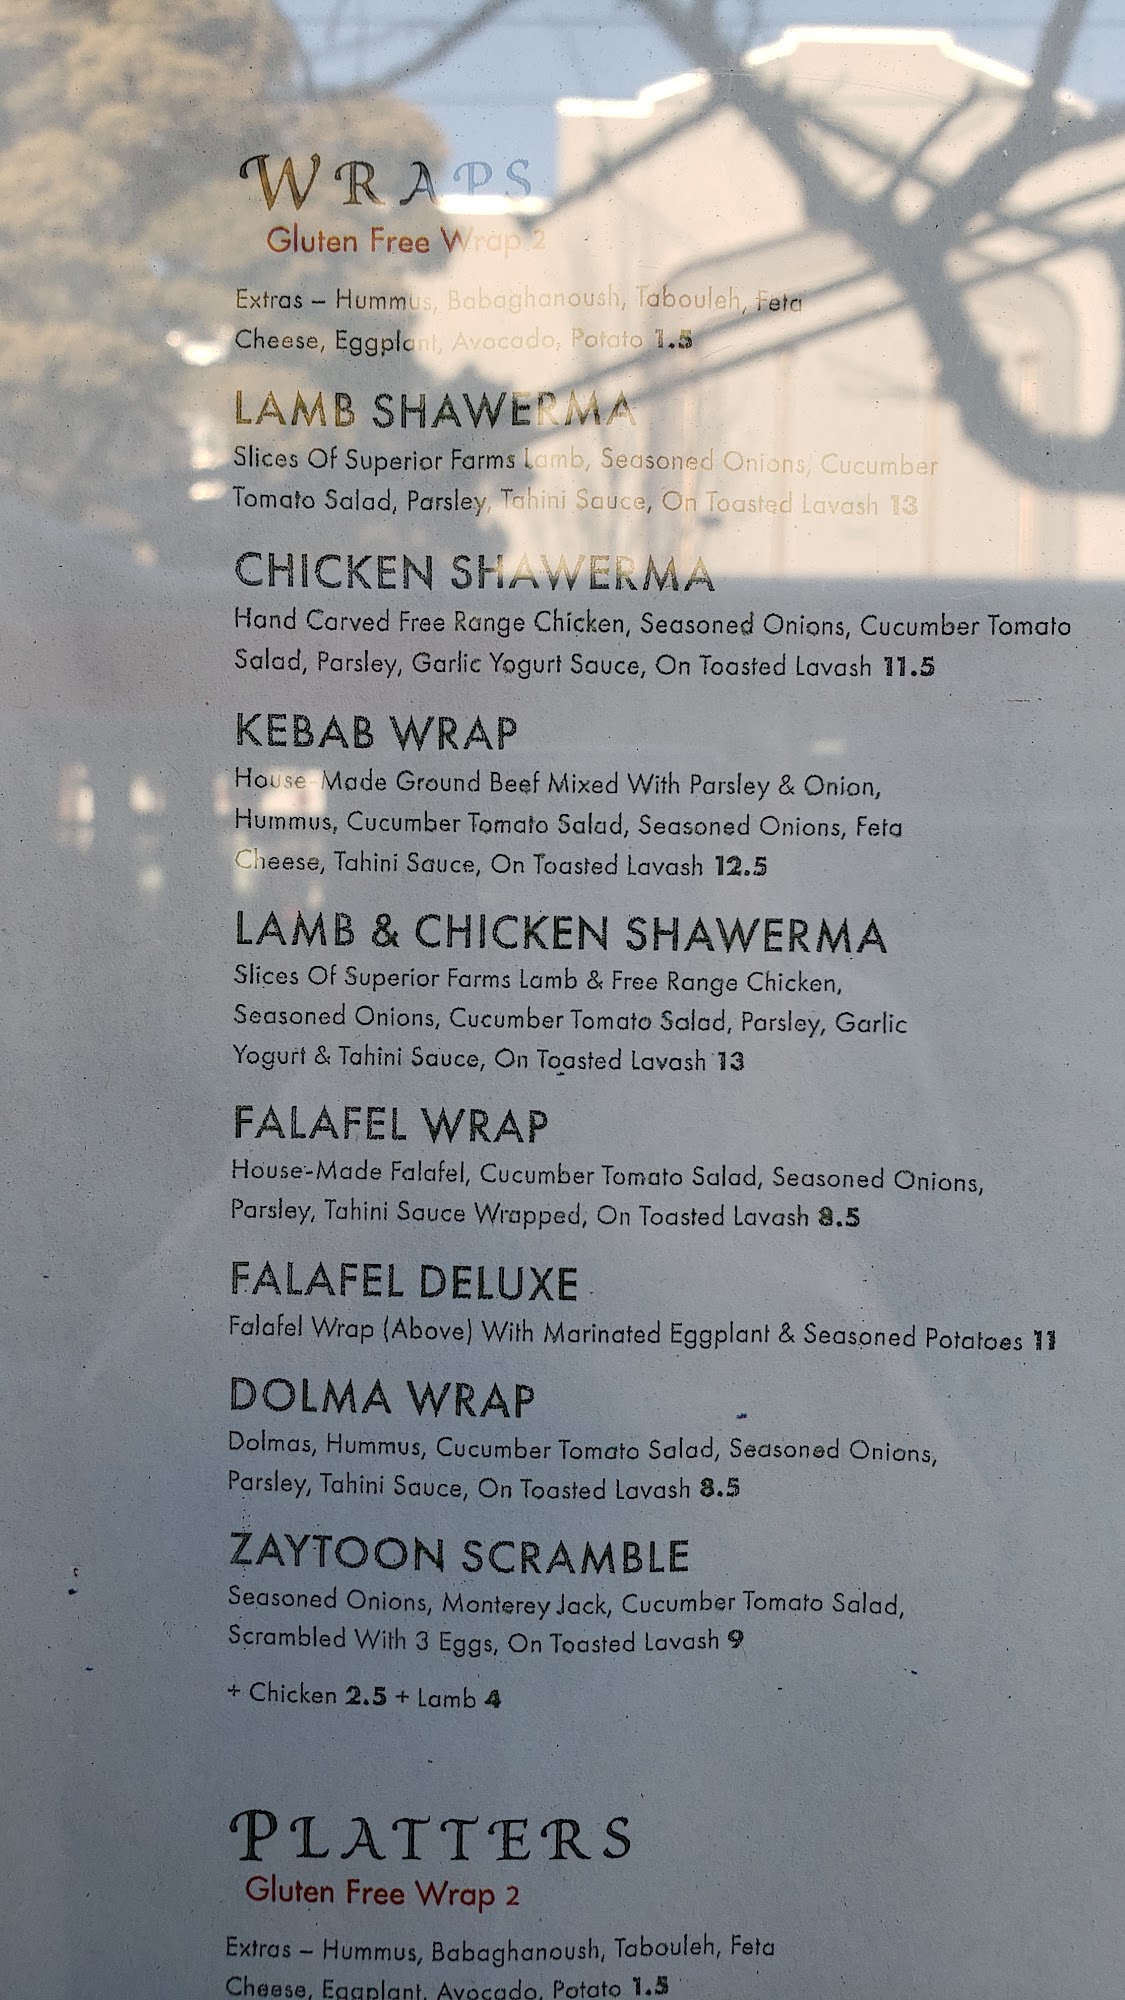 WRAPS
Gluten Free Wrap 2
Extras – Hummus, Babaghanoush, Tabouleh, Feta
Cheese, Eggplant, Avocado, Potato 1.5
LAMB SHAWERMA
Slices Of Superior Farms Lamb, Seasoned Onions, Cucumber
Tomato Salad, Parsley, Tahini Sauce, On Toasted Lavash 13
CHICKEN SHAWERMA
Hand Carved Free Range Chicken, Seasoned Onions, Cucumber Tomato
Salad, Parsley, Garlic Yogurt Sauce, On Toasted Lavash 11.5
KEBAB WRAP
House-Made Ground Beef Mixed With Parsley & Onion,
Hummus, Cucumber Tomato Salad, Seasoned Onions, Feta
Cheese, Tahini Sauce, On Toasted Lavash 12.5
LAMB & CHICKEN SHAWERMA
Slices Of Superior Farms Lamb & Free Range Chicken,
Seasoned Onions, Cucumber Tomato Salad, Parsley, Garlic
Yogurt & Tahini Sauce, On Toasted Lavash 13
FALAFEL WRAP
House-Made Falafel, Cucumber Tomato Salad, Seasoned Onions,
Parsley, Tahini Sauce Wrapped, On Toasted Lavash 8.5
FALAFEL DELUXE
Falafel Wrap (Above) With Marinated Eggplant & Seasoned Potatoes 11
DOLMA WRAP
Dolmas, Hummus, Cucumber Tomato Salad, Seasoned Onions,
Parsley, Tahini Sauce, On Toasted Lavash 8.5
ZAYTOON SCRAMBLE
Seasoned Onions, Monterey Jack, Cucumber Tomato Salad,
Scrambled With 3 Eggs, On Toasted Lavash 9
+ Chicken 2.5 + Lamb 4
PLATTERS
Gluten Free Wrap 2
Extras – Hummus, Babaghanoush, Tabouleh, Feta
Cheese, Eggplant, Avocado, Potato 1.5